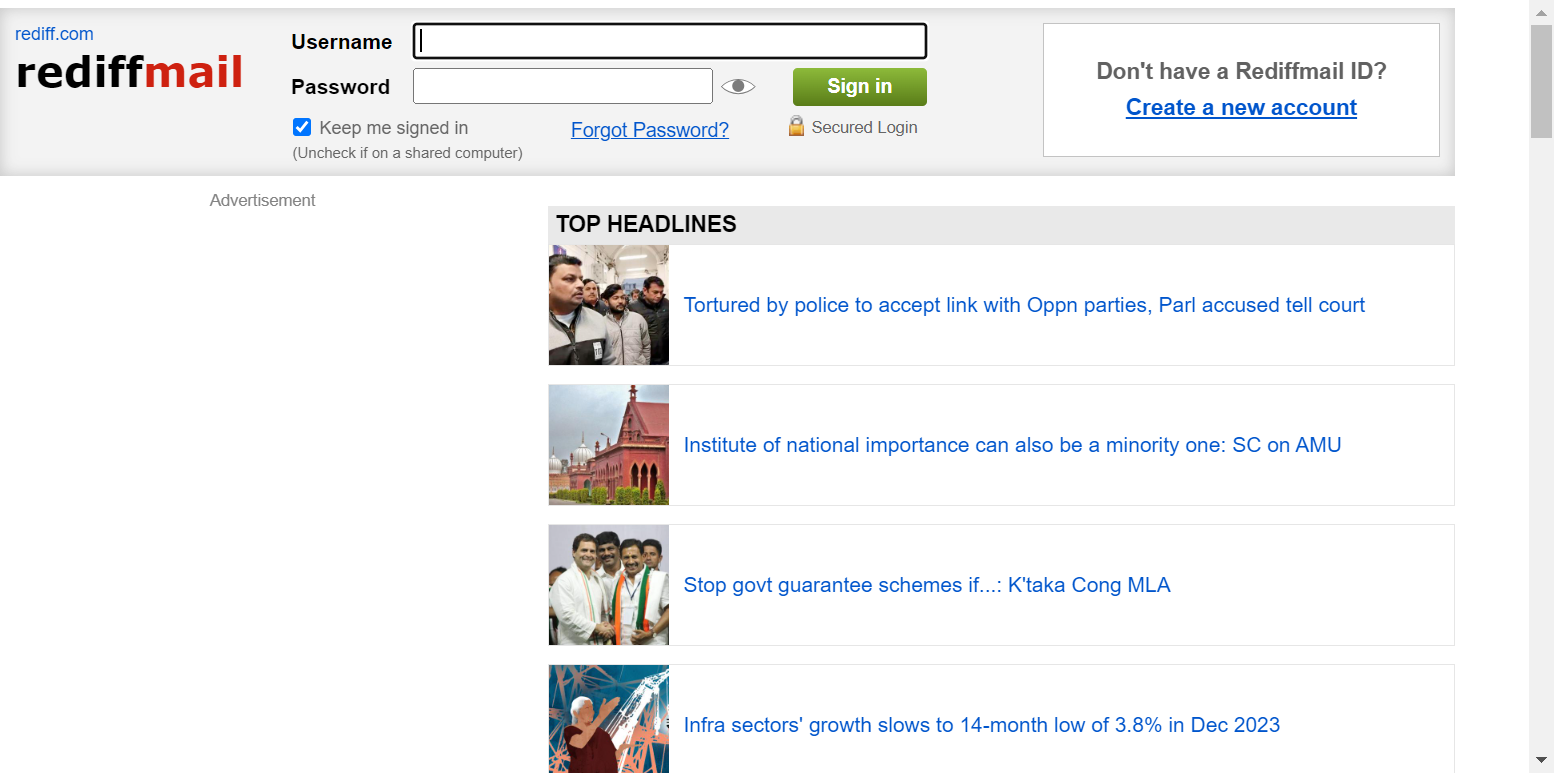 rediff.com
rediffmail
Username
Password
Sign in
Keep me signed in
(Uncheck if on a shared computer)
Forgot Password?
Secured Login
Don't have a Rediffmail ID?
Create a new account
Advertisement
TOP HEADLINES
Tortured by police to accept link with Oppn parties, Parl accused tell court
Institute of national importance can also be a minority one: SC on AMU
Stop govt guarantee schemes if...: K'taka Cong MLA
Infra sectors' growth slows to 14-month low of 3.8% in Dec 2023